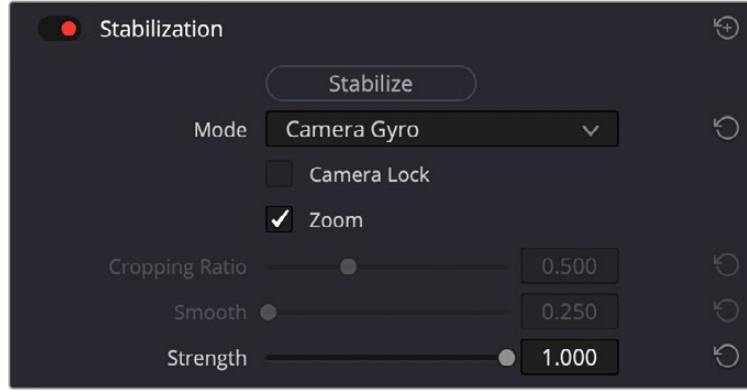 Stabilization
Stabilize
Mode Camera Gyro
Camera Lock
Zoom
Cropping Ratio 0.500
Smooth 0.250
Strength 1.000